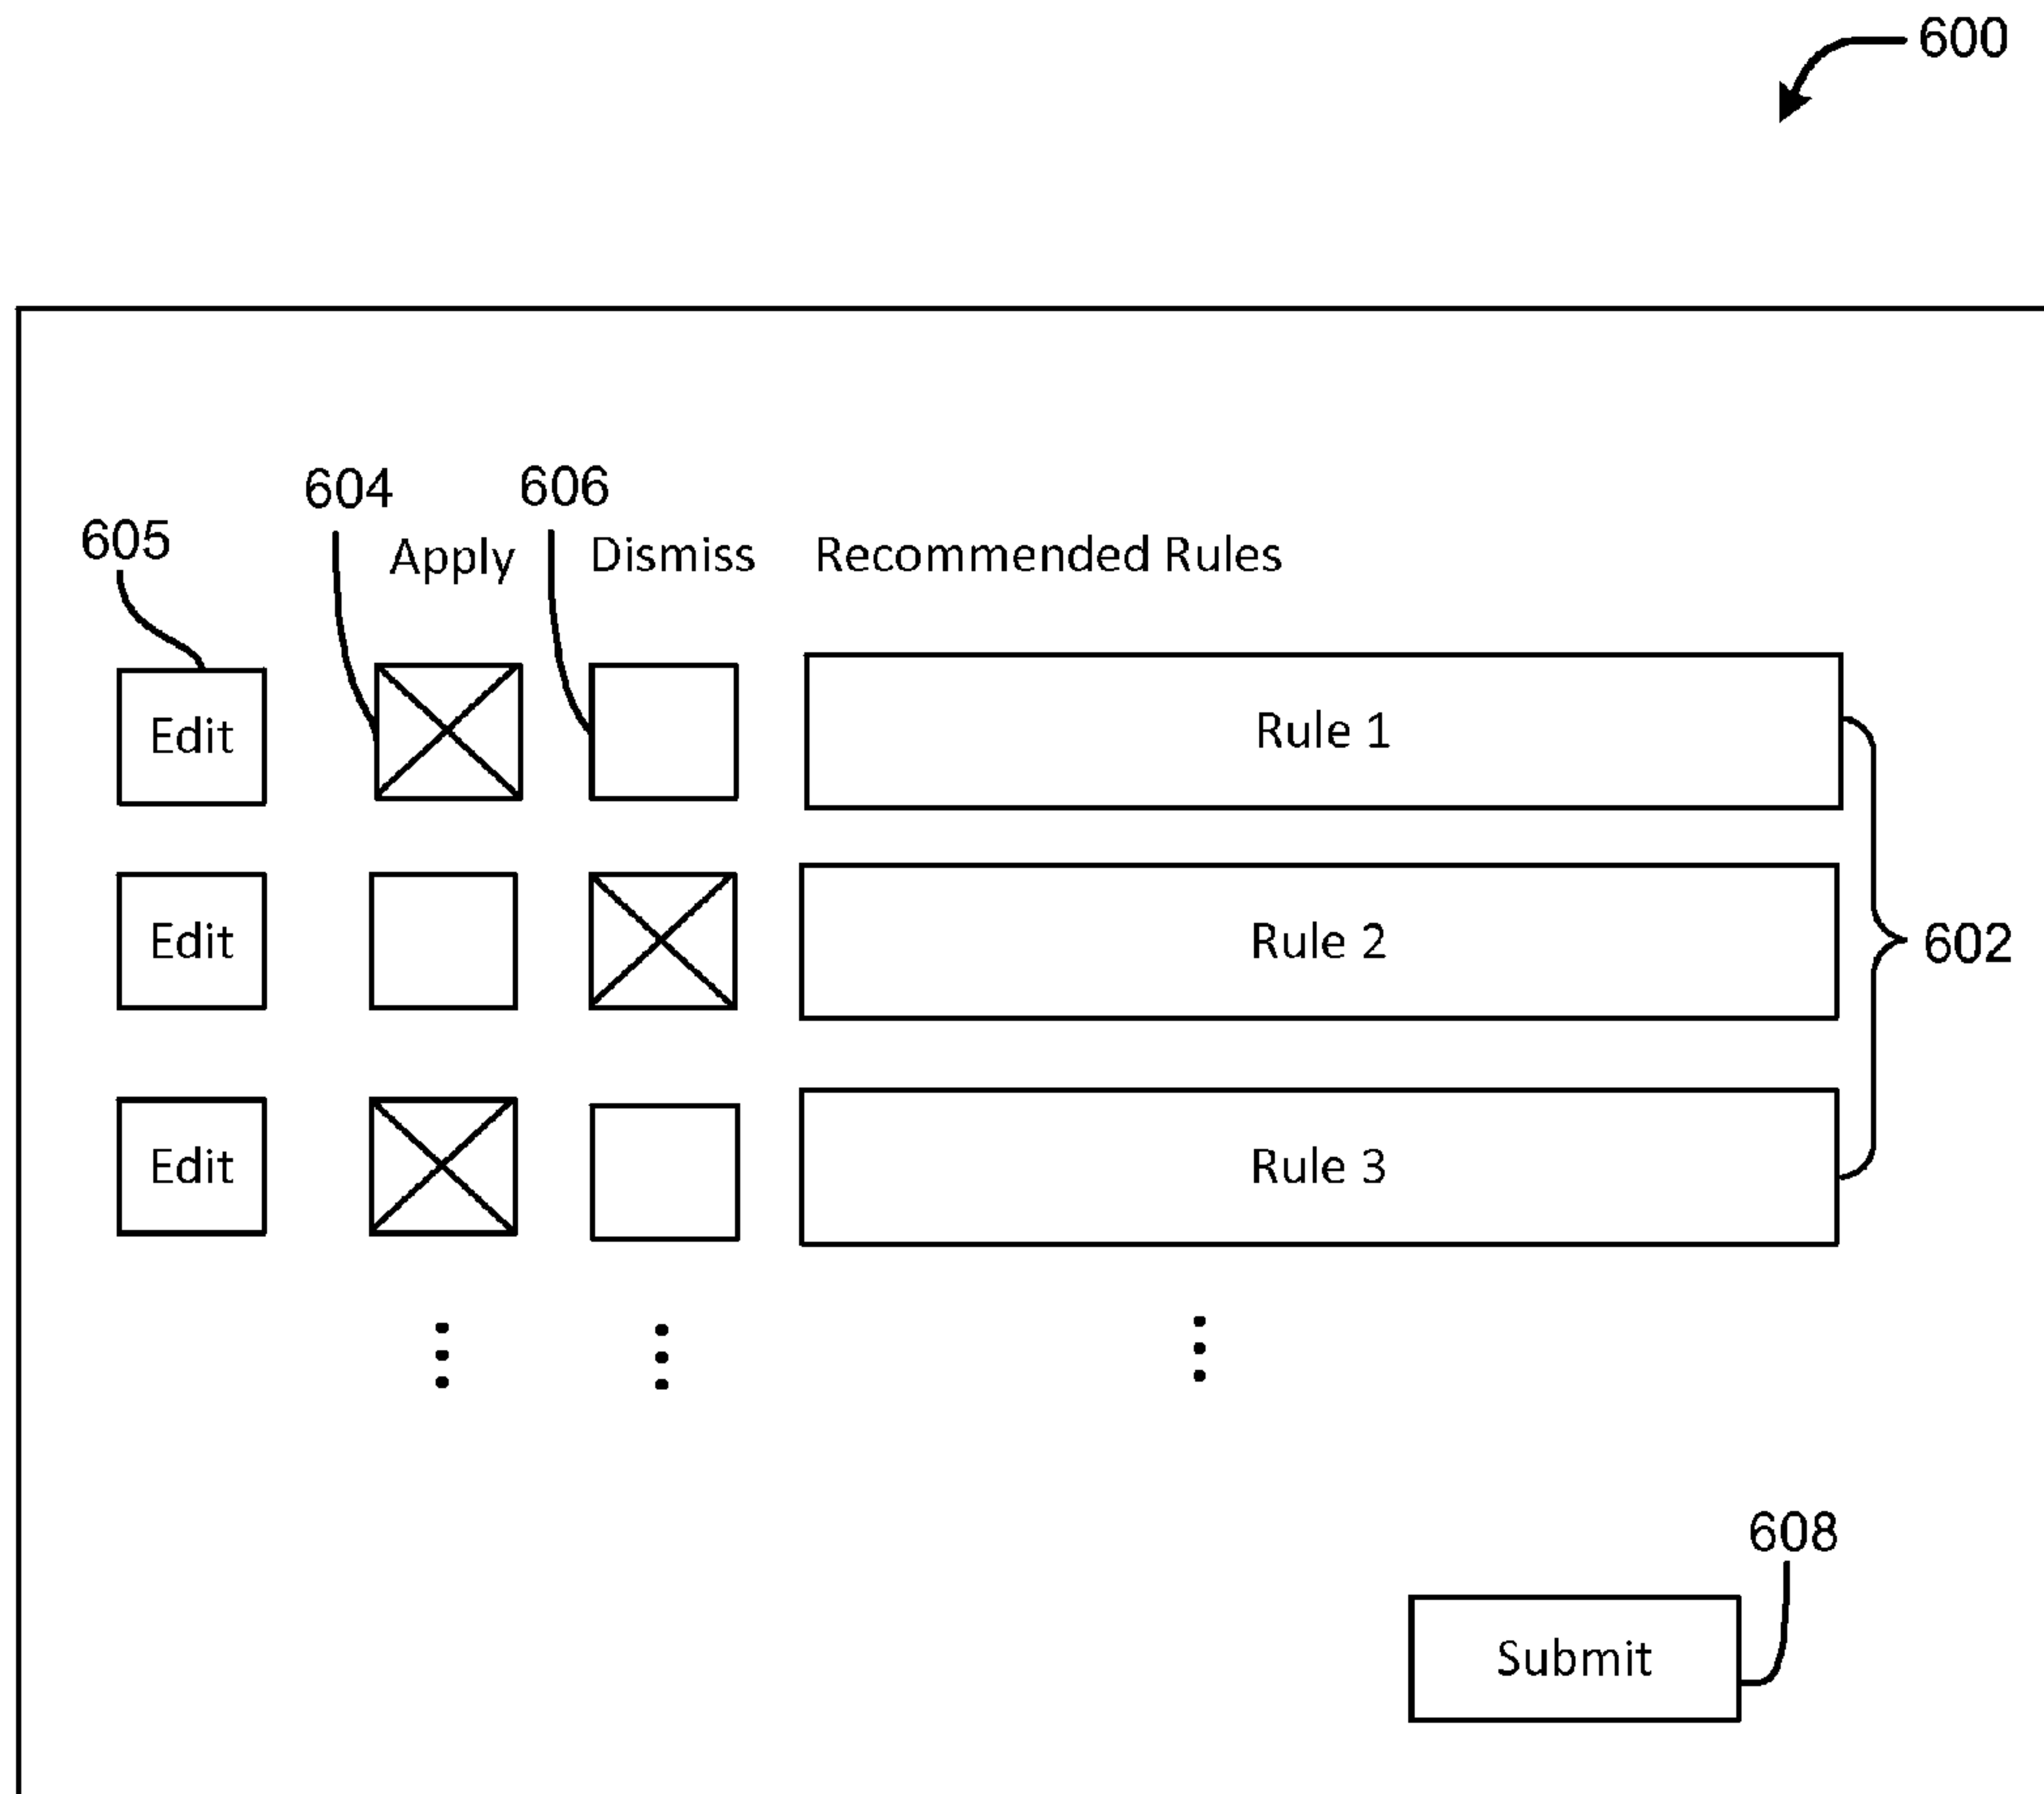 600
604
606
605
Apply Dismiss Recommended Rules
Edit Rule 1
Edit Rule 2
602
Edit Rule 3
608
Submit